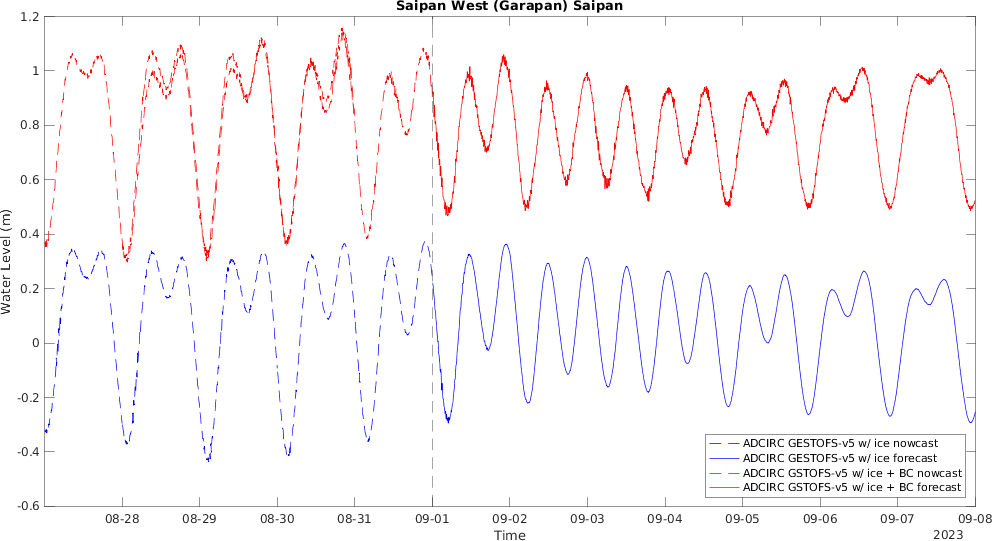 Saipan West (Garapan) Saipan
1.2
1
0.8
0.6
0.4
0.2
0
-0.2
-0.4
-0.6
Water Level (m)
ADCIRC GESTOFS-v5 w/ ice nowcast
ADCIRC GESTOFS-v5 w/ ice forecast
ADCIRC GSTOFS-v5 w/ ice + BC nowcast
ADCIRC GSTOFS-v5 w/ ice + BC forecast
08-28 08-29 08-30 08-31 09-01 09-02 09-03 09-04 09-05 09-06 09-07 09-08
Time
2023